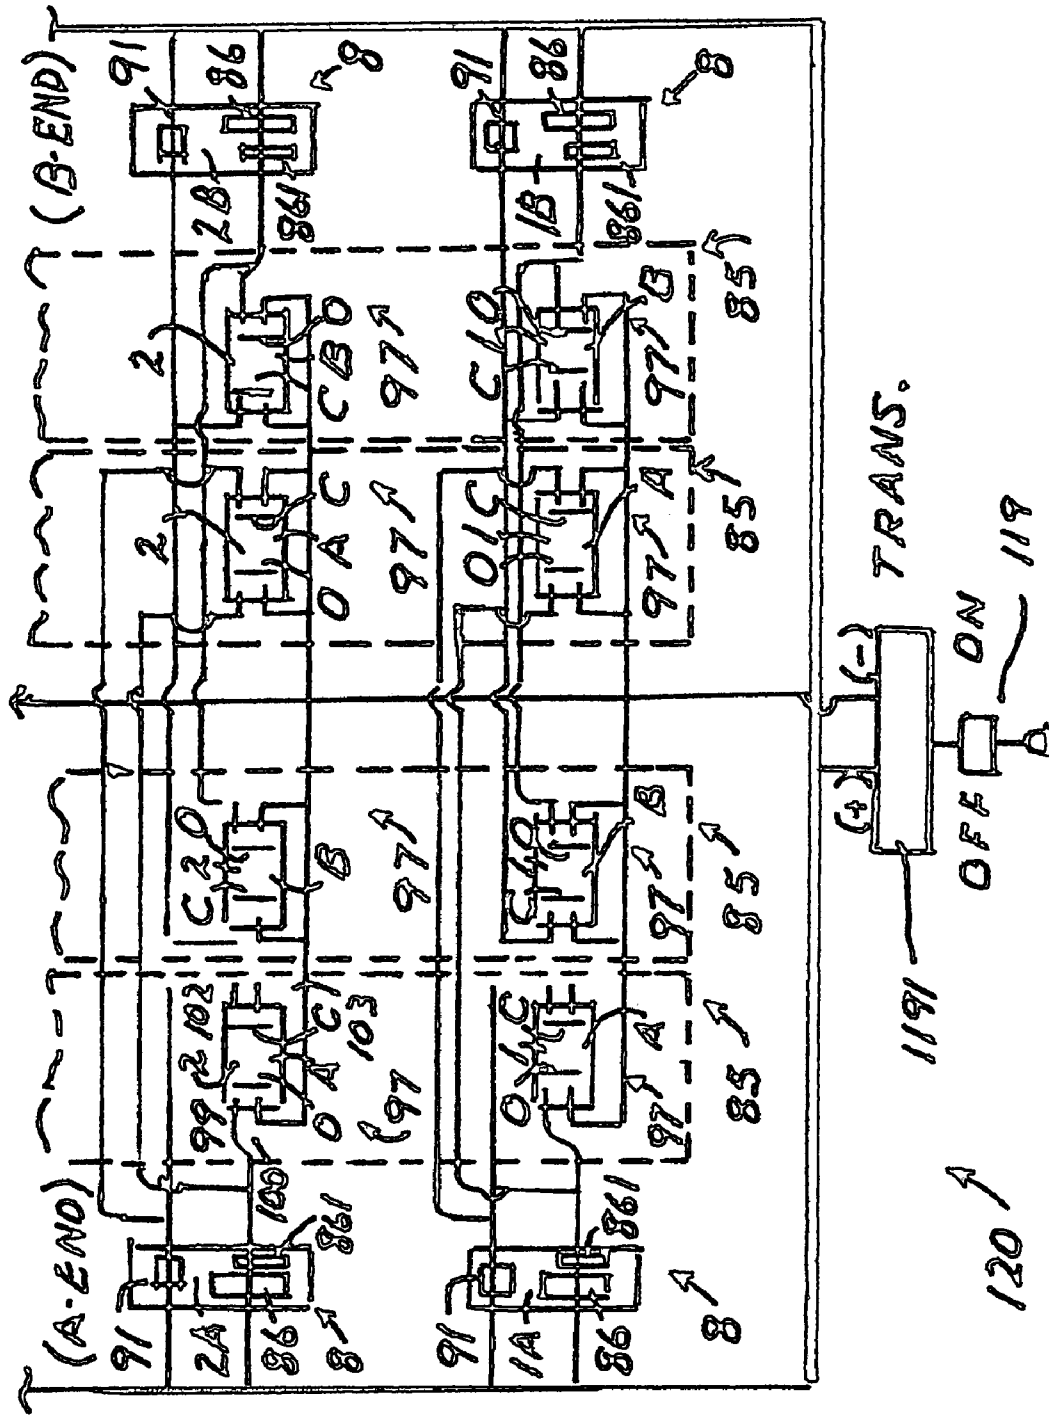 (A-END) (B-END)
91 2 2 91
2A 99 2 102 C 2 O 2B 86
86 100 861
861 O A C1 B O A C C B O
8 103 8
97 97 97 97
91 91
1A O 4 C C 4 O O 1 C C 1 O 1B 86
86 861 861
97 A 97 B 97 A 97 B
8 85 85 85 85 8
(+) (-)
1191 TRANS.
OFF ON
120 119